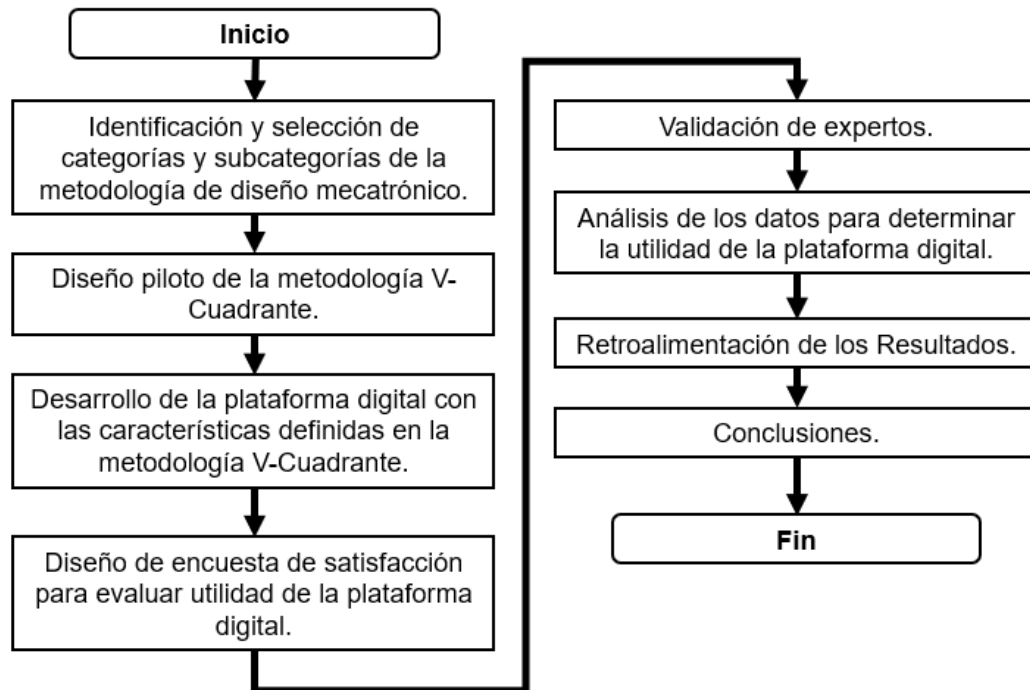 Inicio
Identificación y selección de
categorías y subcategorías de la
metodología de diseño mecatrónico.
Diseño piloto de la metodología V-
Cuadrante.
Desarrollo de la plataforma digital con
las características definidas en la
metodología V-Cuadrante.
Diseño de encuesta de satisfacción
para evaluar utilidad de la plataforma
digital.
Validación de expertos.
Análisis de los datos para determinar
la utilidad de la plataforma digital.
Retroalimentación de los Resultados.
Conclusiones.
Fin